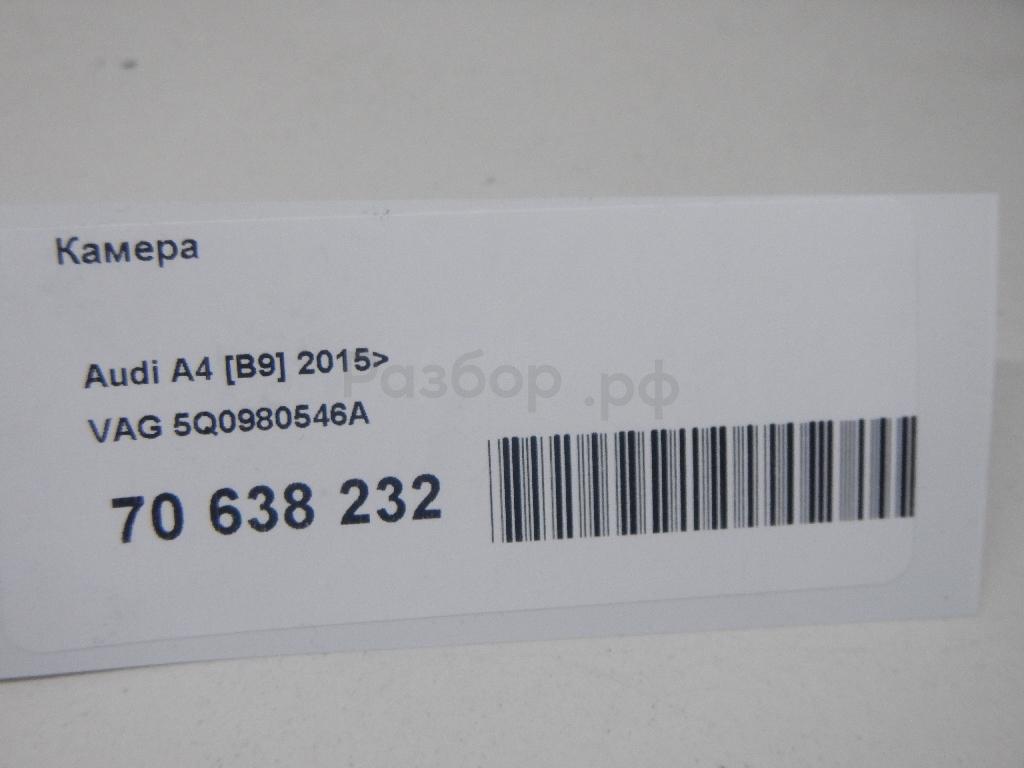 Камера
Audi A4 [B9] 2015>
Разбор.рф
VAG 5Q0980546A
70 638 232